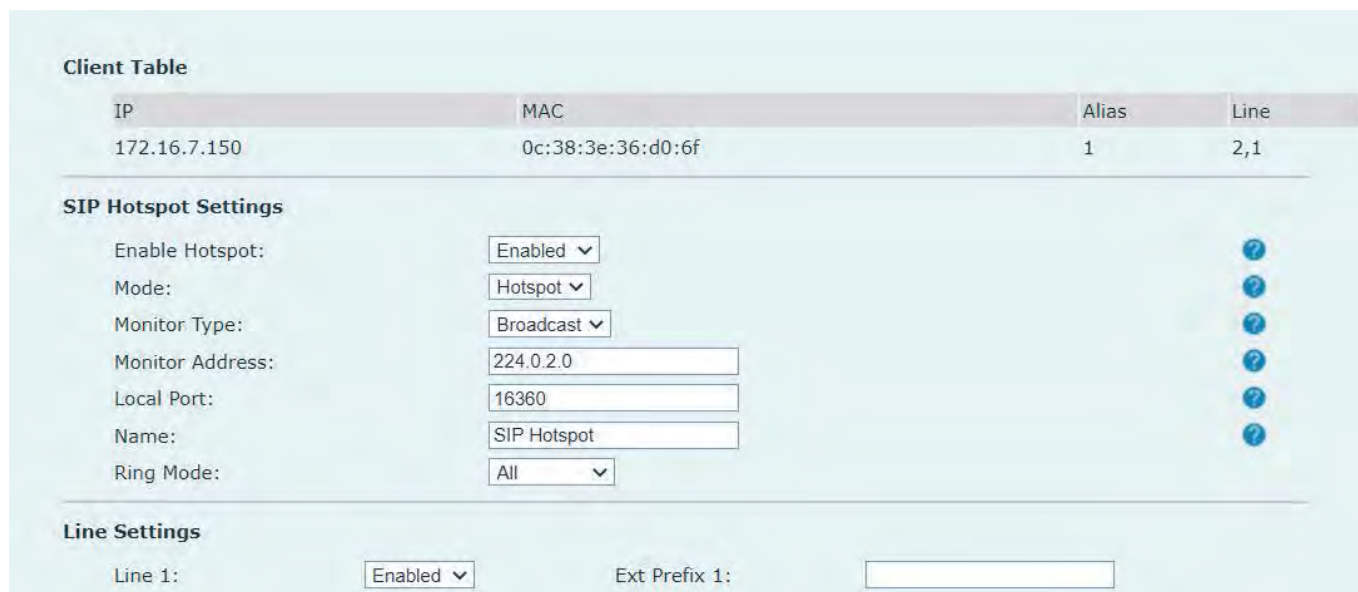 Client Table
IP MAC Alias Line
172.16.7.150 0c:38:3e:36:d0:6f 1 2,1
SIP Hotspot Settings
Enable Hotspot: Enabled
Mode: Hotspot
Monitor Type: Broadcast
Monitor Address: 224.0.2.0
Local Port: 16360
Name: SIP Hotspot
Ring Mode: All
Line Settings
Line 1: Enabled Ext Prefix 1: